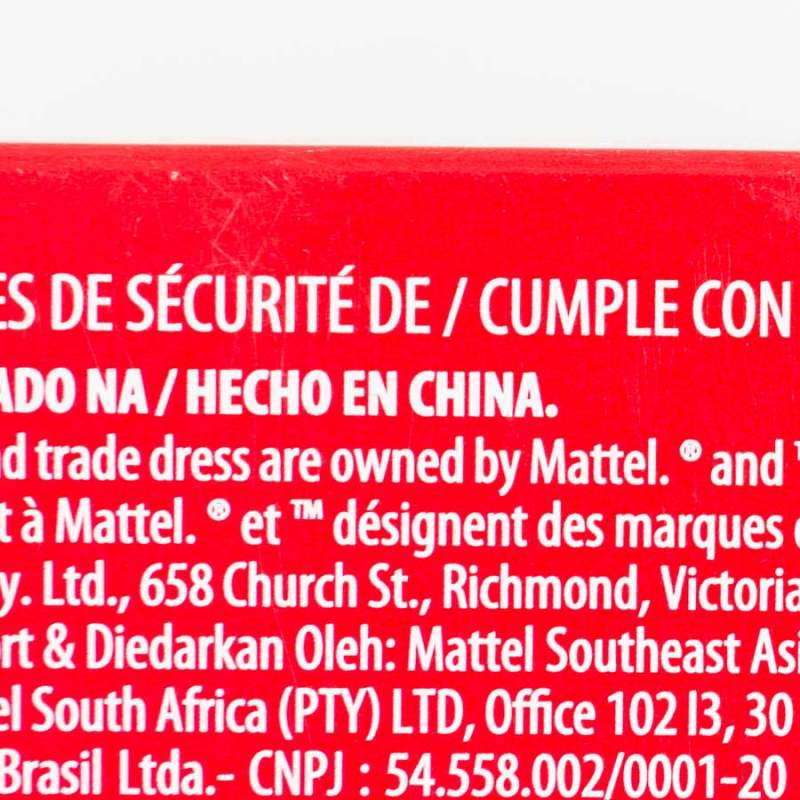 ES DE SÉCURITÉ DE / CUMPLE CON
ADO NA / HECHO EN CHINA.
d trade dress are owned by Mattel. ® and ™
t à Mattel. ® et ™ désignent des marques
y. Ltd., 658 Church St., Richmond, Victoria
rt & Diedarkan Oleh: Mattel Southeast Asi
el South Africa (PTY) LTD, Office 102 I3, 30
Brasil Ltda.- CNPJ : 54.558.002/0001-20